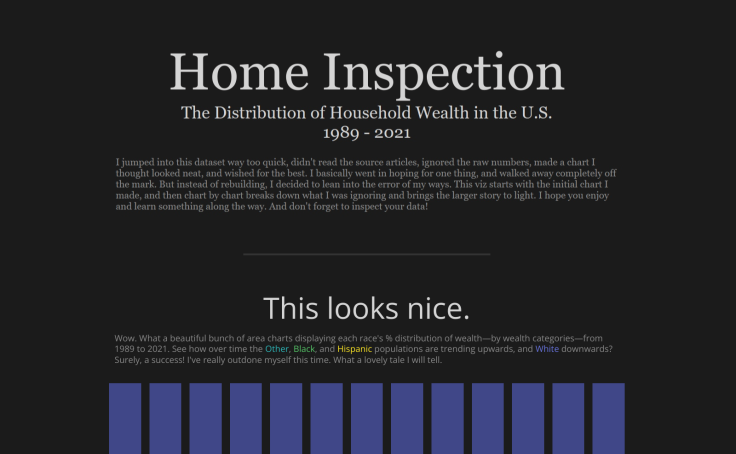 Home Inspection
The Distribution of Household Wealth in the U.S.
1989 - 2021
I jumped into this dataset way too quick, didn't read the source articles, ignored the raw numbers, made a chart I
thought looked neat, and wished for the best. I basically went in hoping for one thing, and walked away completely off
the mark. But instead of rebuilding, I decided to lean into the error of my ways. This viz starts with the initial chart I
made, and then chart by chart breaks down what I was ignoring and brings the larger story to light. I hope you enjoy
and learn something along the way. And don't forget to inspect your data!
This looks nice.
Wow. What a beautiful bunch of area charts displaying each race's % distribution of wealth—by wealth categories—from
1989 to 2021. See how over time the Other, Black, and Hispanic populations are trending upwards, and White downwards?
Surely, a success! I've really outdone myself this time. What a lovely tale I will tell.